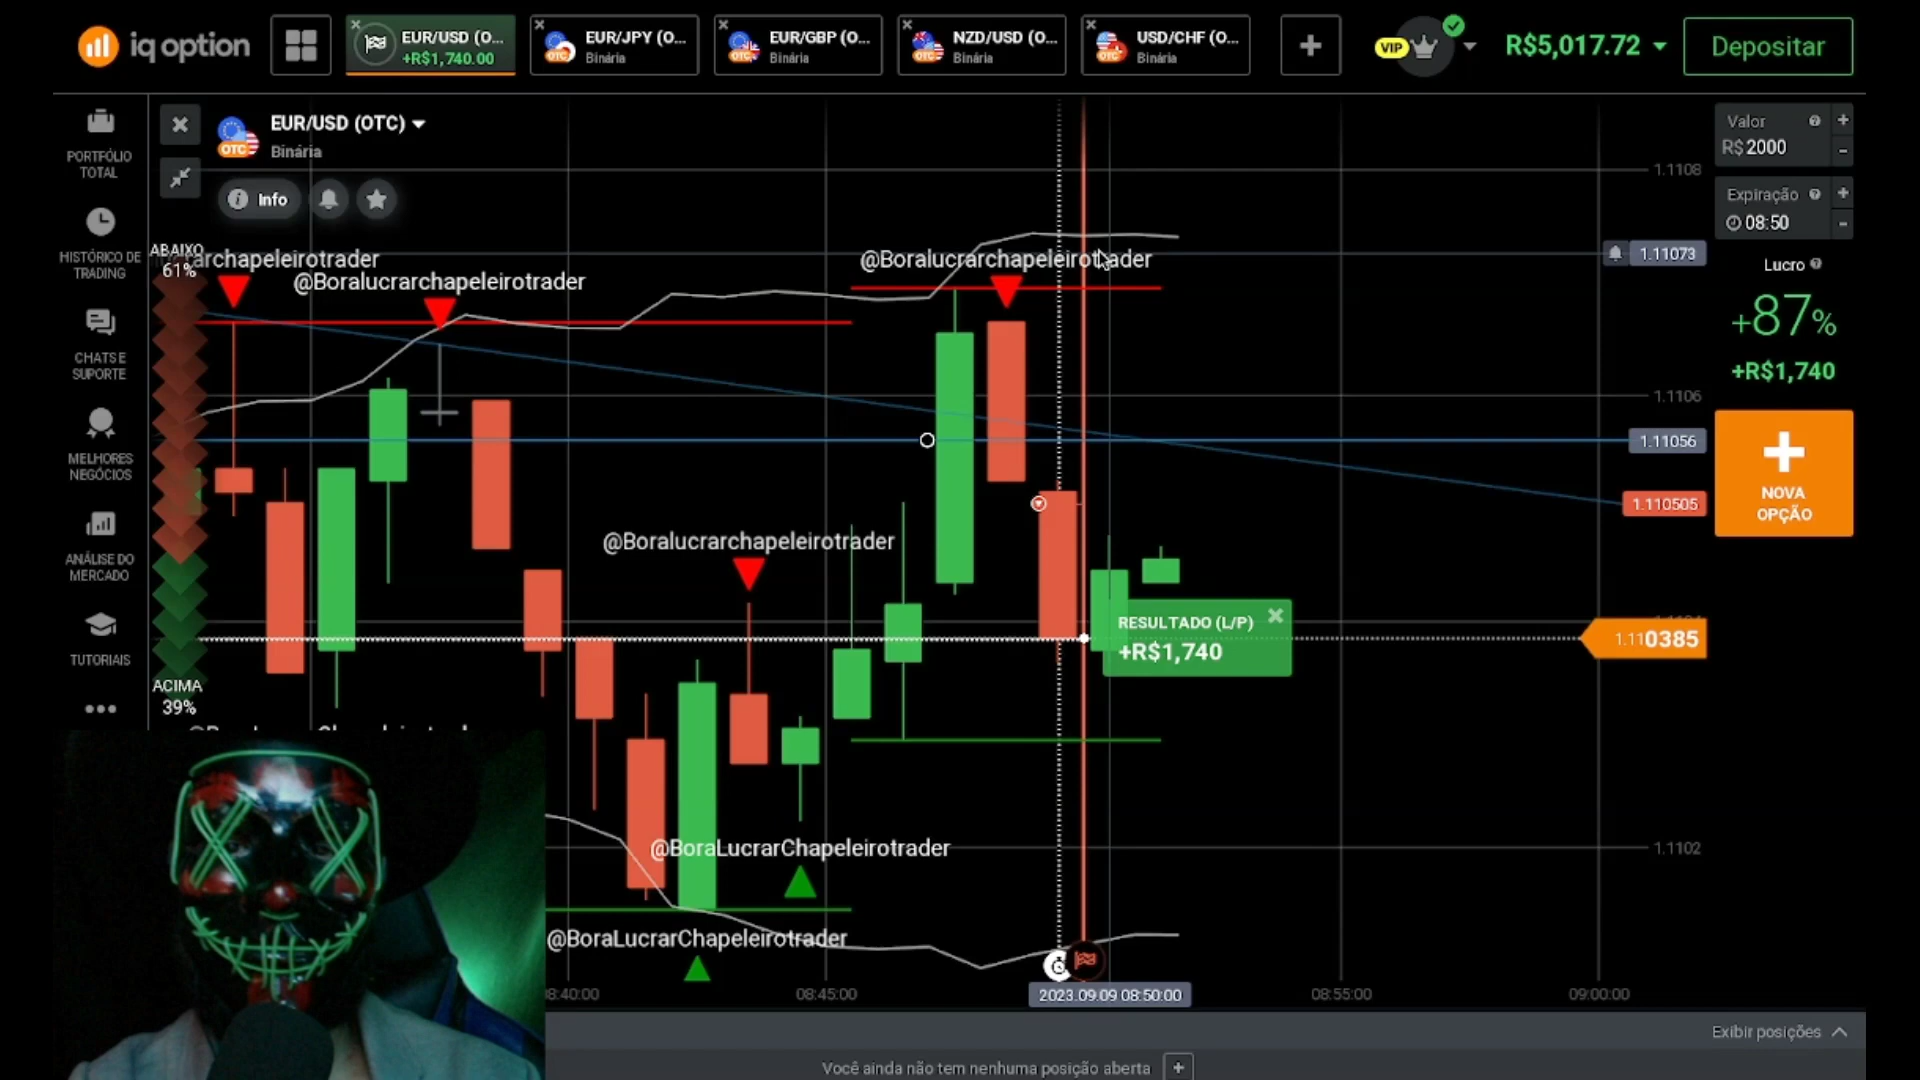 iq option
EUR/USD (O...
+R$1,740.00
EUR/JPY (O...
Binária
EUR/GBP (O...
Binária
NZD/USD (O...
Binária
USD/CHF (O...
Binária
VIP
R$5,017.72
Depositar
PORTFÓLIO
TOTAL
HISTÓRICO DE
TRADING
CHATS E
SUPORTE
MELHORES
NEGÓCIOS
ANÁLISE DO
MERCADO
TUTORIAIS
EUR/USD (OTC)
Binária
OTC
Info
ABAIXO
61%
archapeleirotrader
@Boralucrarchapeleirotrader
@Boralucrarchapeleirotrader
@Boralucrarchapeleirotrader
@BoraLucrarChapeleirotrader
@BoraLucrarChapeleirotrader
ACIMA
39%
RESULTADO (L/P)
+R$1,740
1.1108
1.11073
1.1106
1.11056
1.110505
1.110385
1.1102
Valor
R$ 2000
Expiração
08:50
Lucro
+87%
+R$1,740
NOVA
OPÇÃO
8:40:00
08:45:00
2023.09.09 08:50:00
08:55:00
09:00:00
Exibir posições
Você ainda não tem nenhuma posição aberta